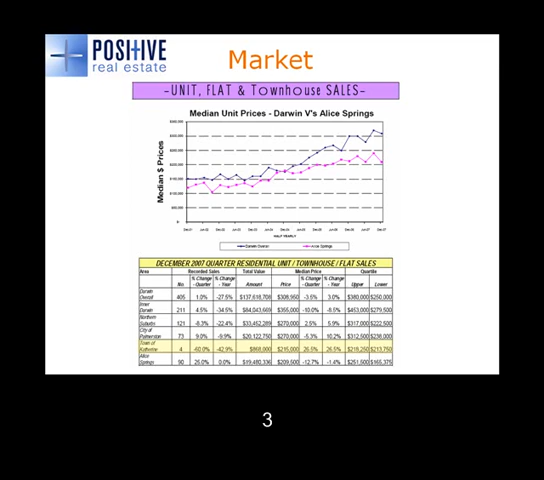 POSITIVE
real estate
Market
-UNIT, FLAT & Townhouse SALES-
Median Unit Prices - Darwin V's Alice Springs
Median $ Prices
HALF YEARLY
Darwin Overall
Alice Springs
DECEMBER 2007 QUARTER RESIDENTIAL UNIT / TOWNHOUSE / FLAT SALES
Area Recorded Sales Total Value Median Price Quartile
No. % Change - Quarter % Change - Year Amount Price % Change - Quarter % Change - Year Upper Lower
Darwin Overall 405 1.0% -27.5% $137,618,708 $308,950 -3.5% 3.0% $380,000 $250,000
Inner Darwin 211 4.5% -34.5% $84,043,669 $355,000 -10.0% -8.5% $453,000 $279,500
Northern Suburbs 121 -8.3% -22.4% $33,452,289 $270,000 2.5% 5.9% $317,000 $222,500
City of Palmerston 73 9.0% -9.9% $20,122,750 $270,000 -5.3% 10.2% $312,500 $238,000
Town of Katherine 4 -60.0% -42.9% $868,000 $215,000 26.5% 26.5% $218,250 $213,750
Alice Springs 90 25.0% 0.0% $19,480,336 $209,500 -12.7% -1.4% $251,500 $165,375
3